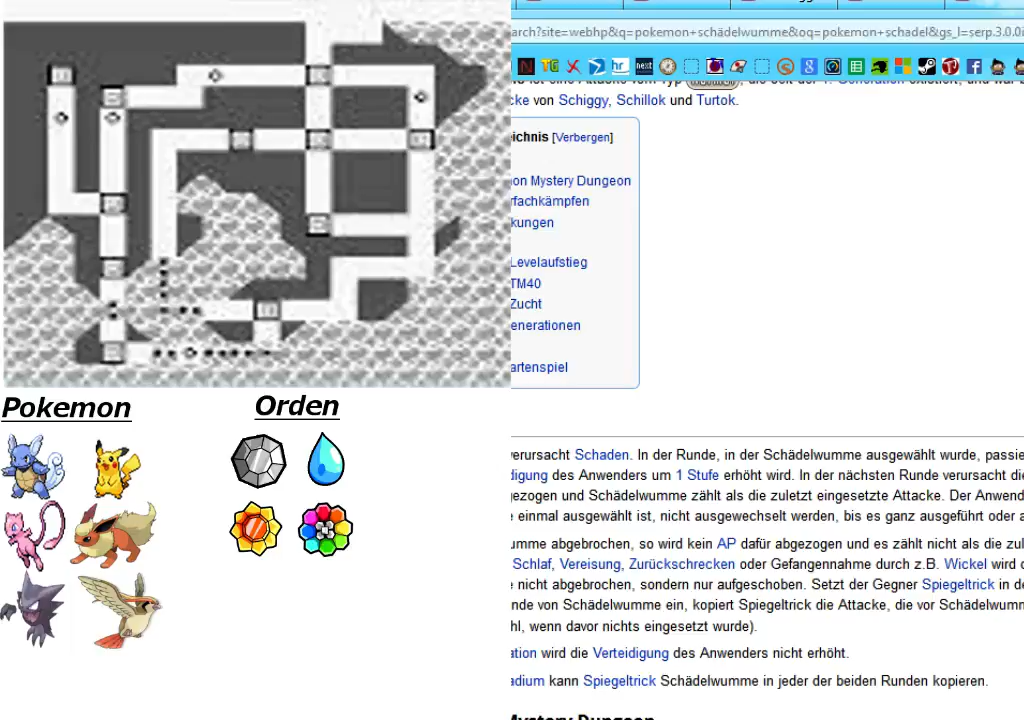 arch?site=webhp&q=pokemon+schädelwumme&oq=pokemon+schadel&gs_l=serp.3.0.0i
cke von Schiggy, Schillok und Turtok.
eichnis [Verbergen]
on Mystery Dungeon
rfachkämpfen
kungen
Levelaufstieg
TM40
Zucht
enerationen
artenspiel
Pokemon
Orden
verursacht Schaden. In der Runde, in der Schädelwumme ausgewählt wurde, passie
digung des Anwenders um 1 Stufe erhöht wird. In der nächsten Runde verursacht die
gezogen und Schädelwumme zählt als die zuletzt eingesetzte Attacke. Der Anwend
e einmal ausgewählt ist, nicht ausgewechselt werden, bis es ganz ausgeführt oder a
umme abgebrochen, so wird kein AP dafür abgezogen und es zählt nicht als die zul
Schlaf, Vereisung, Zurückschrecken oder Gefangennahme durch z.B. Wickel wird d
e nicht abgebrochen, sondern nur aufgeschoben. Setzt der Gegner Spiegeltrick in de
nde von Schädelwumme ein, kopiert Spiegeltrick die Attacke, die vor Schädelwumm
hl, wenn davor nichts eingesetzt wurde).
ation wird die Verteidigung des Anwenders nicht erhöht.
adium kann Spiegeltrick Schädelwumme in jeder der beiden Runden kopieren.
Mystery Dungeon